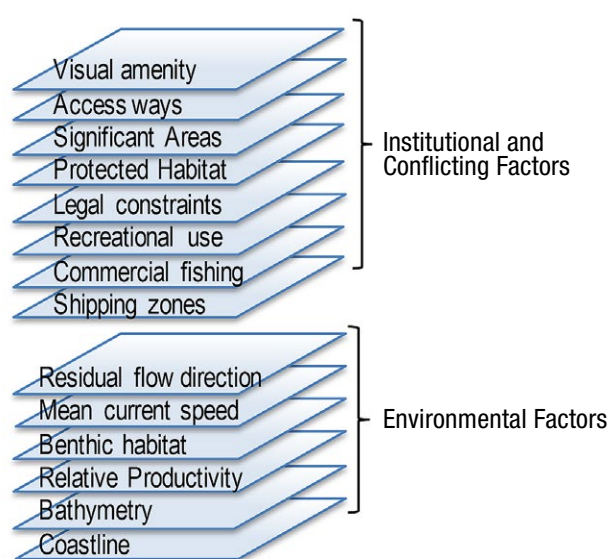 Visual amenity
Access ways
Significant Areas
Protected Habitat
Legal constraints
Recreational use
Commercial fishing
Shipping zones
Institutional and
Conflicting Factors
Residual flow direction
Mean current speed
Benthic habitat
Relative Productivity
Bathymetry
Coastline
Environmental Factors